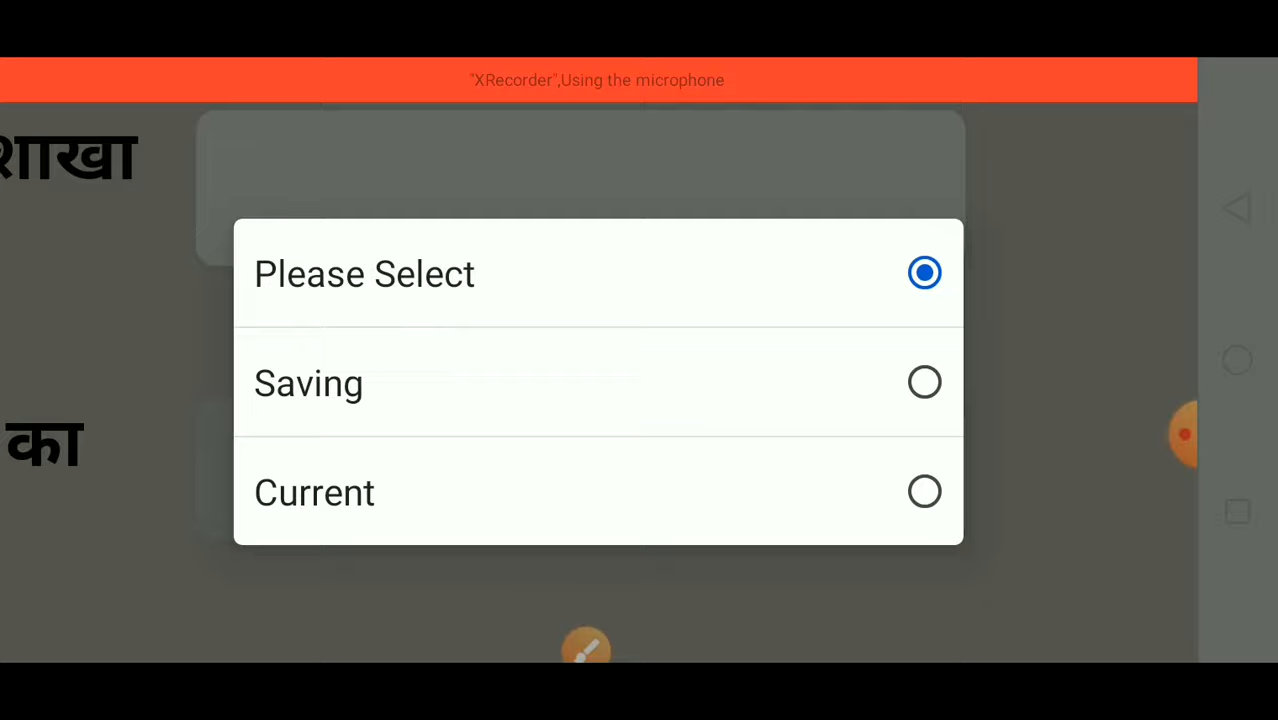 "XRecorder",Using the microphone
शाखा
Please Select
Saving
का
Current